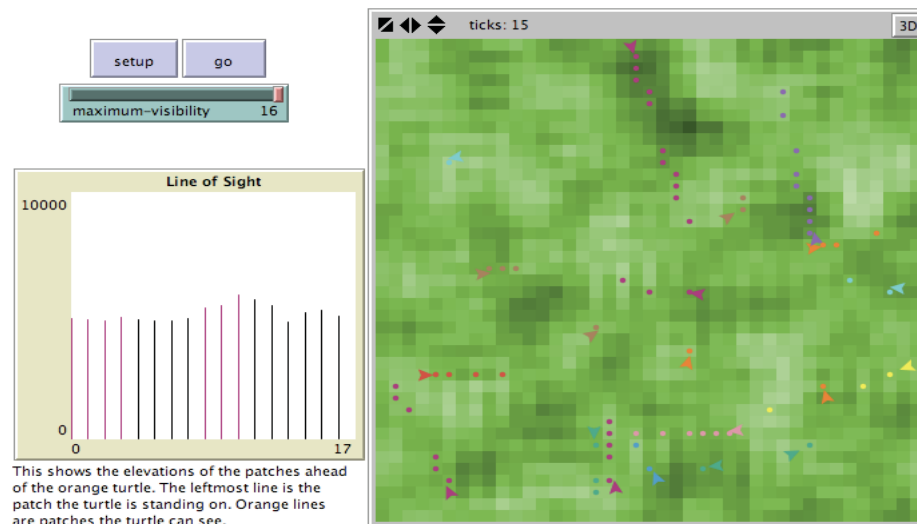 ticks: 15
3D
setup
go
maximum-visibility 16
Line of Sight
10000
0
0
17
This shows the elevations of the patches ahead
of the orange turtle. The leftmost line is the
patch the turtle is standing on. Orange lines
are patches the turtle can see.